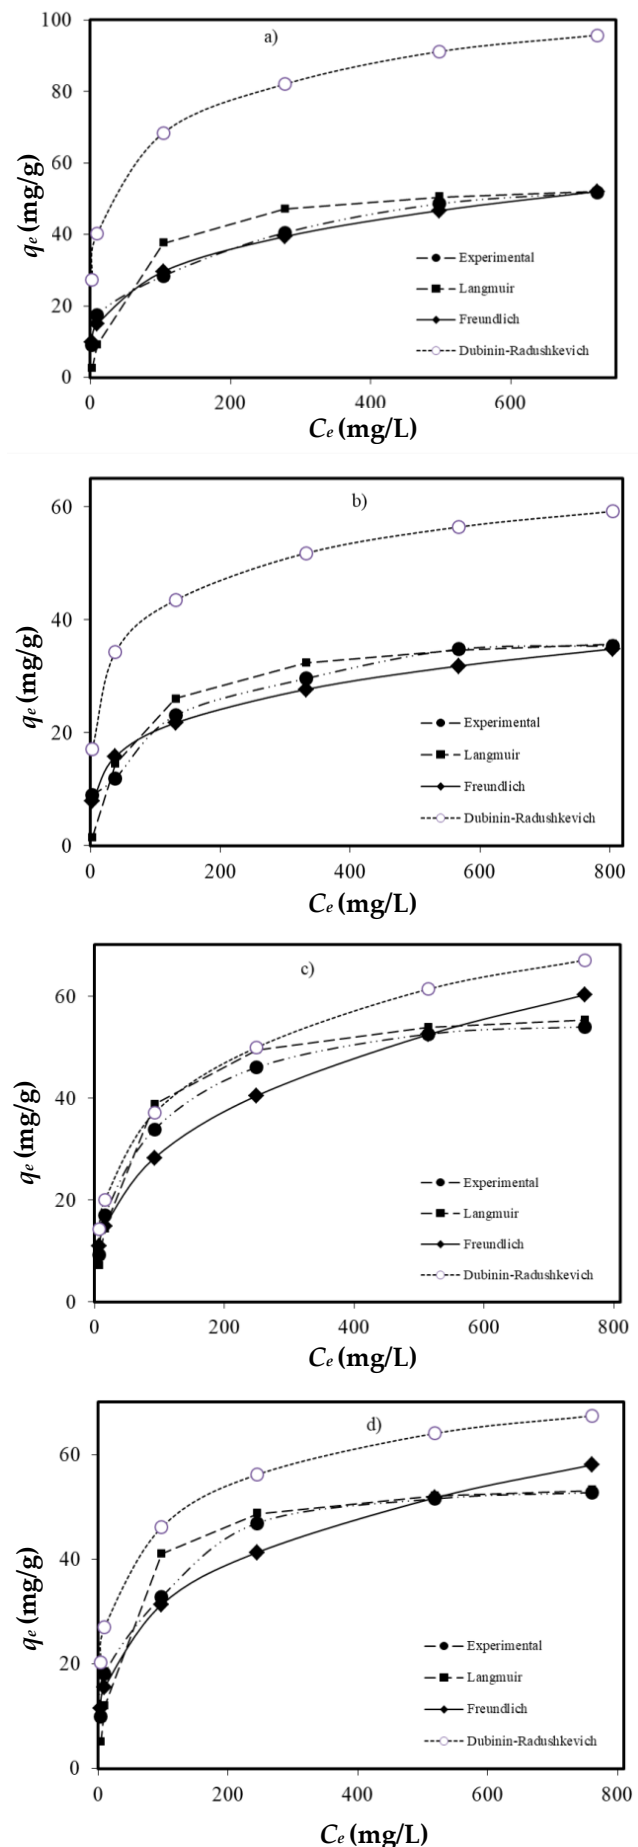 a)
100
80
60
40
20
0
qe (mg/g)
Experimental
Langmuir
Freundlich
Dubinin-Radushkevich
0 200 400 600
Ce (mg/L)
b)
60
40
20
0
qe (mg/g)
Experimental
Langmuir
Freundlich
Dubinin-Radushkevich
0 200 400 600 800
Ce (mg/L)
c)
60
40
20
0
qe (mg/g)
Experimental
Langmuir
Freundlich
Dubinin-Radushkevich
0 200 400 600 800
Ce (mg/L)
d)
60
40
20
0
qe (mg/g)
Experimental
Langmuir
Freundlich
Dubinin-Radushkevich
0 200 400 600 800
Ce (mg/L)